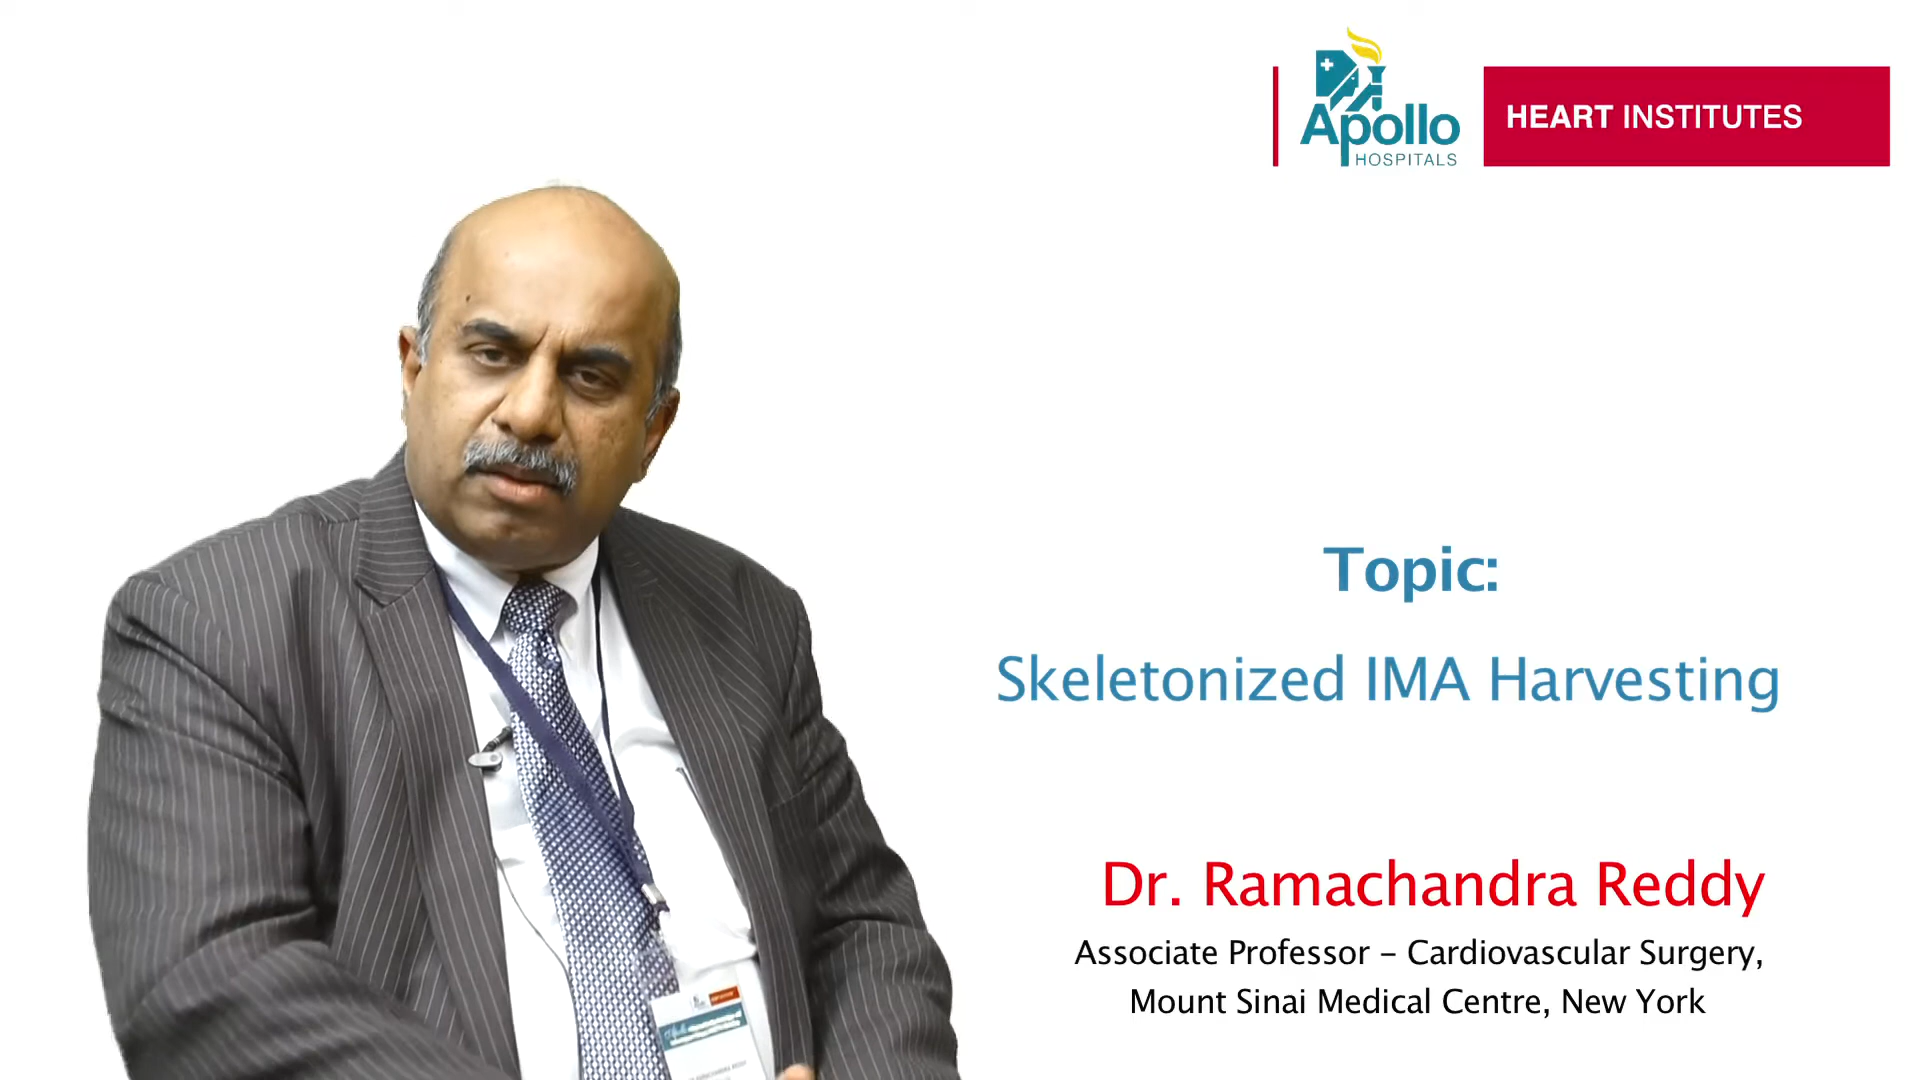 Apollo
HOSPITALS
HEART INSTITUTES
Topic:
Skeletonized IMA Harvesting
Dr. Ramachandra Reddy
Associate Professor – Cardiovascular Surgery,
Mount Sinai Medical Centre, New York